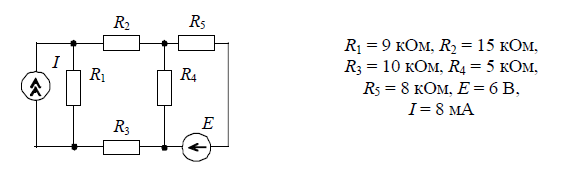 R2
R5
I
R1
R4
R3
E
R1 = 9 кОм, R2 = 15 кОм,
R3 = 10 кОм, R4 = 5 кОм,
R5 = 8 кОм, E = 6 В,
I = 8 мА